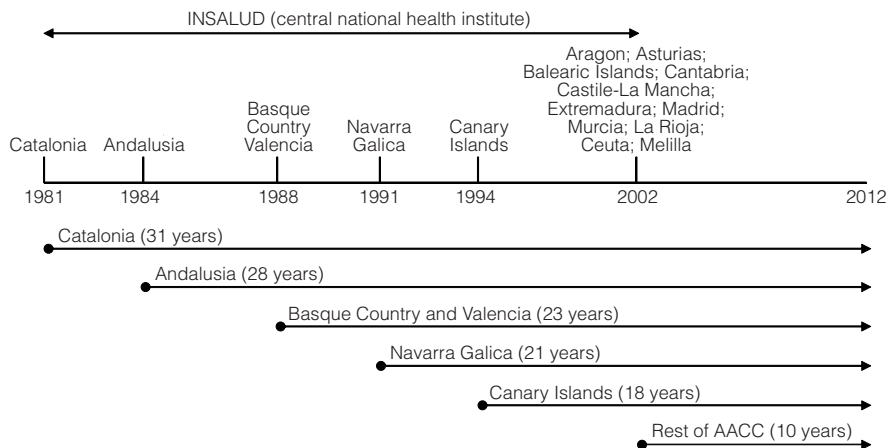 INSALUD (central national health institute)
Aragon; Asturias;
Balearic Islands; Cantabria;
Castile-La Mancha;
Extremadura; Madrid;
Murcia; La Rioja;
Ceuta; Melilla
Basque
Country
Valencia
Navarra
Galica
Canary
Islands
Catalonia
Andalusia
1981
1984
1988
1991
1994
2002
2012
Catalonia (31 years)
Andalusia (28 years)
Basque Country and Valencia (23 years)
Navarra Galica (21 years)
Canary Islands (18 years)
Rest of AACC (10 years)